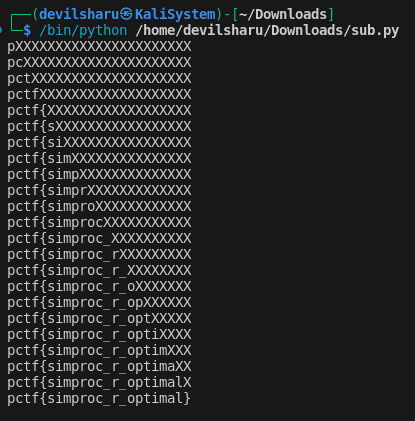 ┌──(devilsharu㉿KaliSystem)-[~/Downloads]
└─$ /bin/python /home/devilsharu/Downloads/sub.py
pXXXXXXXXXXXXXXXXXXXXXX
pcXXXXXXXXXXXXXXXXXXXXX
pctXXXXXXXXXXXXXXXXXXXX
pctfXXXXXXXXXXXXXXXXXXX
pctf{XXXXXXXXXXXXXXXXXX
pctf{sXXXXXXXXXXXXXXXXX
pctf{siXXXXXXXXXXXXXXXX
pctf{simXXXXXXXXXXXXXXX
pctf{simpXXXXXXXXXXXXXX
pctf{simprXXXXXXXXXXXXX
pctf{simproXXXXXXXXXXXX
pctf{simprocXXXXXXXXXXX
pctf{simproc_XXXXXXXXXX
pctf{simproc_rXXXXXXXXX
pctf{simproc_r_XXXXXXXX
pctf{simproc_r_oXXXXXXX
pctf{simproc_r_opXXXXXX
pctf{simproc_r_optXXXXX
pctf{simproc_r_optiXXXX
pctf{simproc_r_optimXXX
pctf{simproc_r_optimaXX
pctf{simproc_r_optimalX
pctf{simproc_r_optimal}